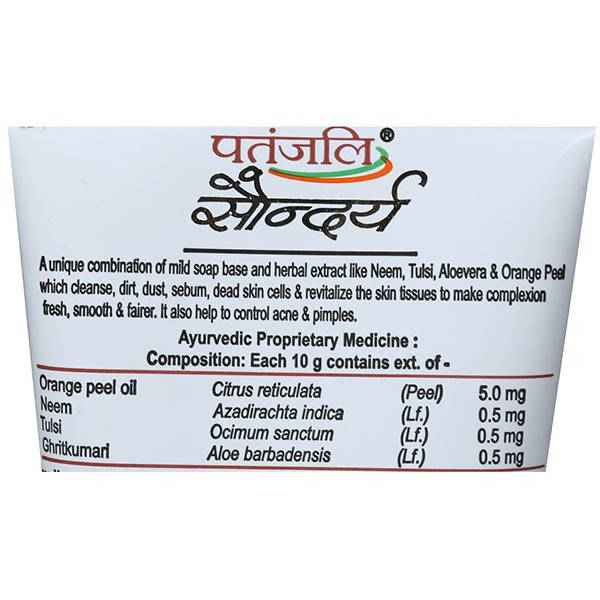 पतंजलि®
सौन्दर्य
A unique combination of mild soap base and herbal extract like Neem, Tulsi, Aloevera & Orange Peel
which cleanse, dirt, dust, sebum, dead skin cells & revitalize the skin tissues to make complexion
fresh, smooth & fairer. It also help to control acne & pimples.
Ayurvedic Proprietary Medicine :
Composition: Each 10 g contains ext. of -
Orange peel oil Citrus reticulata (Peel) 5.0 mg
Neem Azadirachta indica (Lf.) 0.5 mg
Tulsi Ocimum sanctum (Lf.) 0.5 mg
Ghritkumari Aloe barbadensis (Lf.) 0.5 mg